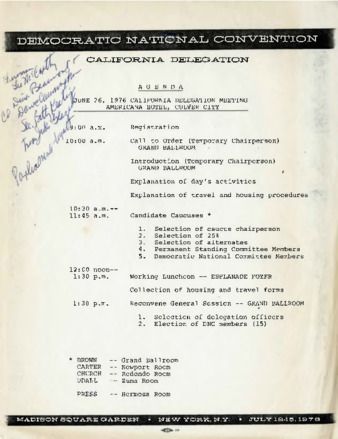 DEMOCRATIC NATIONAL CONVENTION
CALIFORNIA DELEGATION
AGENDA
JUNE 26, 1976 CALIFORNIA DELEGATION MEETING
AMERICANA HOTEL, CULVER CITY
9:00 a.m. Registration
10:00 a.m. Call to Order (Temporary Chairperson)
GRAND BALLROOM
Introduction (Temporary Chairperson)
GRAND BALLROOM
Explanation of day's activities
Explanation of travel and housing procedures
10:20 a.m.--
11:45 a.m. Candidate Caucuses *
1. Selection of caucus chairperson
2. Selection of 25%
3. Selection of alternates
4. Permanent Standing Committee Members
5. Democratic National Committee Members
12:00 noon--
1:30 p.m. Working Luncheon -- ESPLANADE FOYER
Collection of housing and travel forms
1:30 p.m. Reconvene General Session -- GRAND BALLROOM
1. Selection of delegation officers
2. Election of DNC members (15)
* BROWN -- Grand Ballroom
CARTER -- Newport Room
CHURCH -- Redondo Room
UDALL -- Zuma Room
PRESS -- Hermosa Room
MADISON SQUARE GARDEN • NEW YORK, N.Y. • JULY 12-15, 1976